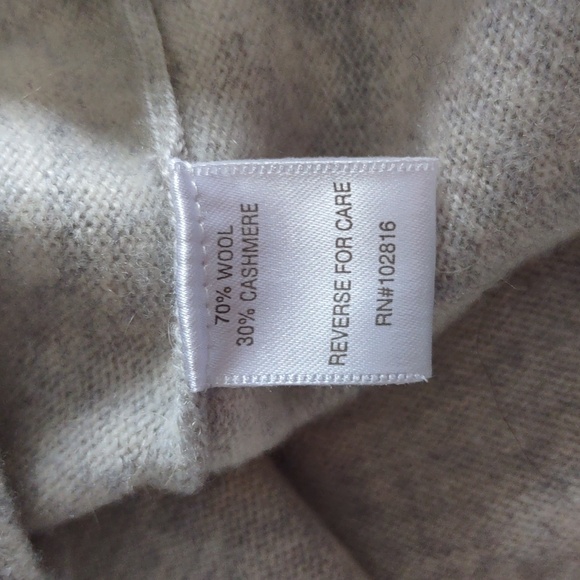 70% WOOL
30% CASHMERE
REVERSE FOR CARE
RN#102816